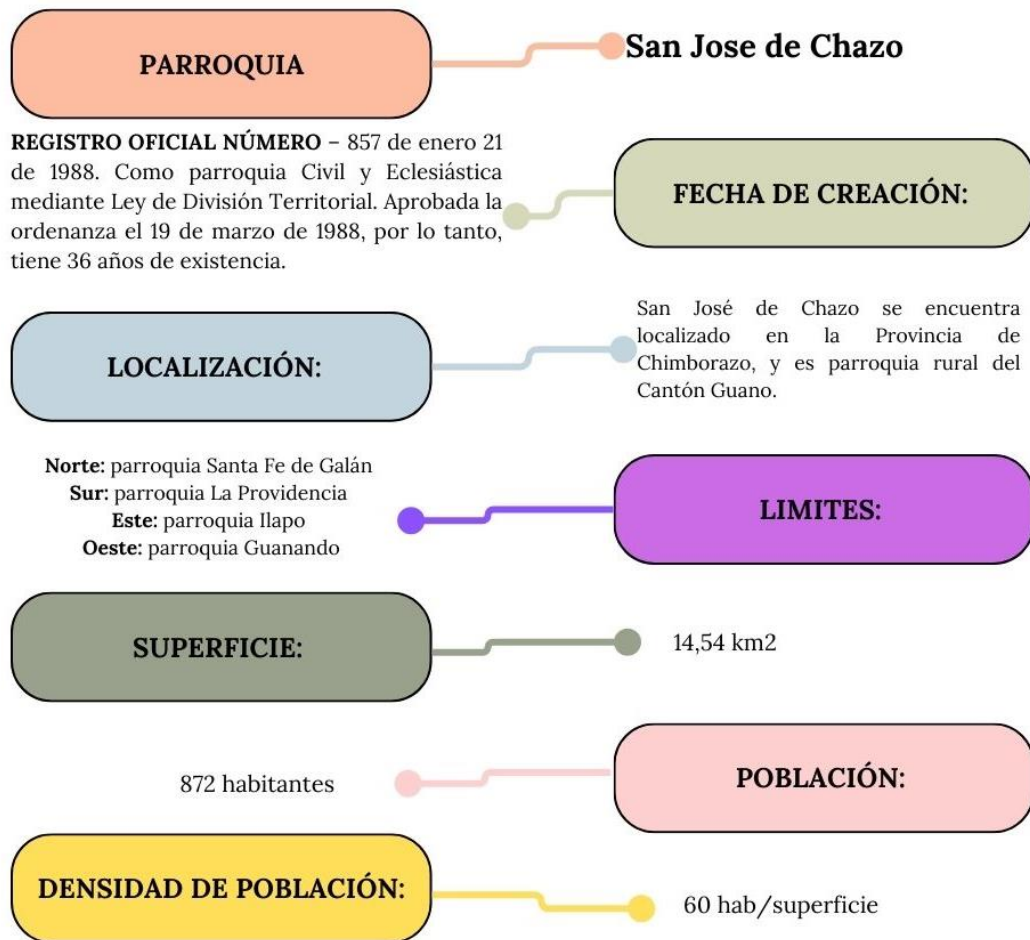 PARROQUIA
San Jose de Chazo
REGISTRO OFICIAL NÚMERO – 857 de enero 21
de 1988. Como parroquia Civil y Eclesiástica
mediante Ley de División Territorial. Aprobada la
ordenanza el 19 de marzo de 1988, por lo tanto,
tiene 36 años de existencia.
FECHA DE CREACIÓN:
LOCALIZACIÓN:
San José de Chazo se encuentra
localizado en la Provincia de
Chimborazo, y es parroquia rural del
Cantón Guano.
Norte: parroquia Santa Fe de Galán
Sur: parroquia La Providencia
Este: parroquia Ilapo
Oeste: parroquia Guanando
LIMITES:
SUPERFICIE:
14,54 km2
872 habitantes
POBLACIÓN:
DENSIDAD DE POBLACIÓN:
60 hab/superficie